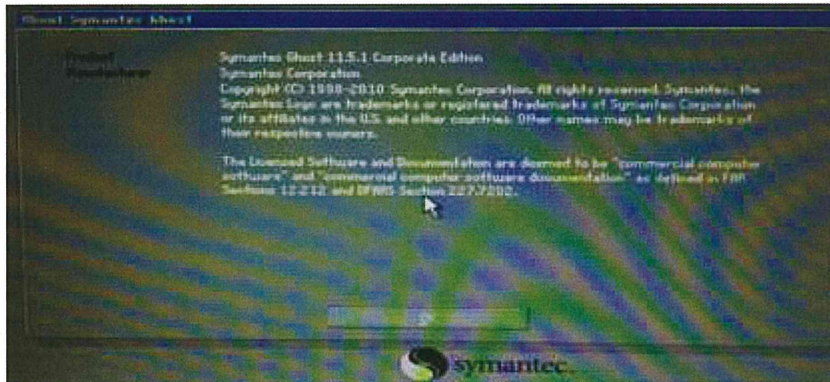 Symantec Ghost
Product
Manufacturer
Symantec Ghost 11.5.1 Corporate Edition
Symantec Corporation
Copyright (C) 1998-2010 Symantec Corporation. All rights reserved. Symantec, the
Symantec Logo are trademarks or registered trademarks of Symantec Corporation
or its affiliates in the U.S. and other countries. Other names may be trademarks of
their respective owners.
The Licensed Software and Documentation are deemed to be "commercial computer
software" and "commercial computer software documentation" as defined in FAR
Sections 12.212 and DFARS Section 227.7202.
symantec.